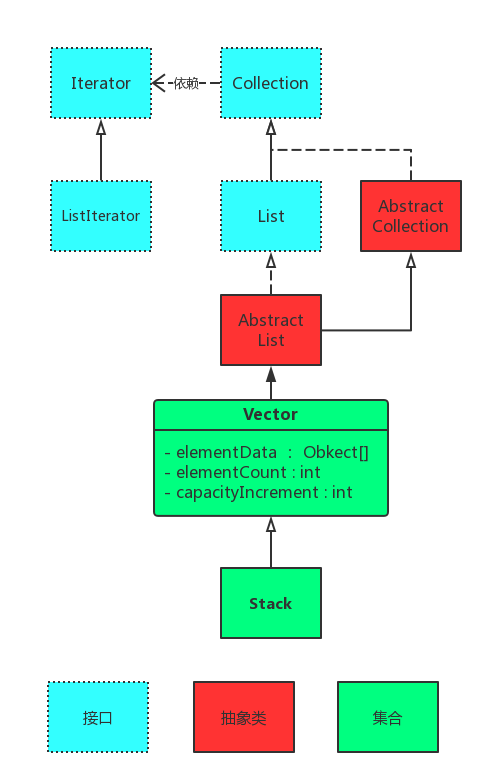 Iterator
依赖
Collection
ListIterator
List
Abstract
Collection
Abstract
List
Vector
- elementData ： Obkect[]
- elementCount : int
- capacityIncrement : int
Stack
接口
抽象类
集合